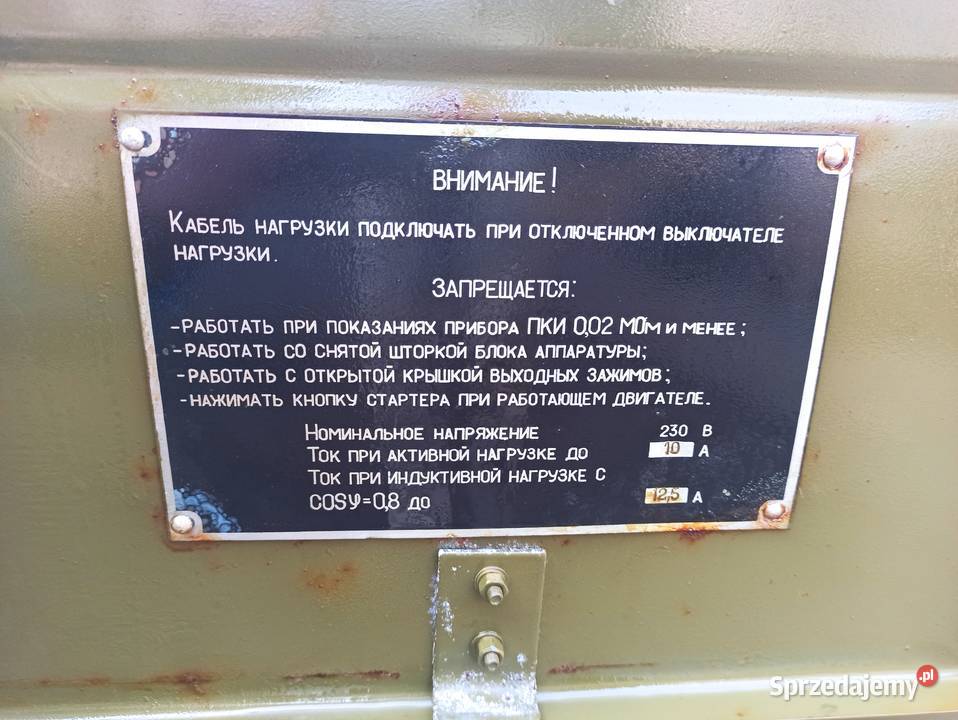 ВНИМАНИЕ!
КАБЕЛЬ НАГРУЗКИ ПОДКЛЮЧАТЬ ПРИ ОТКЛЮЧЕННОМ ВЫКЛЮЧАТЕЛЕ
НАГРУЗКИ.
ЗАПРЕЩАЕТСЯ:
-РАБОТАТЬ ПРИ ПОКАЗАНИЯХ ПРИБОРА ПКИ 0,02 МОм И МЕНЕЕ;
-РАБОТАТЬ СО СНЯТОЙ ШТОРКОЙ БЛОКА АППАРАТУРЫ;
-РАБОТАТЬ С ОТКРЫТОЙ КРЫШКОЙ ВЫХОДНЫХ ЗАЖИМОВ;
-НАЖИМАТЬ КНОПКУ СТАРТЕРА ПРИ РАБОТАЮЩЕМ ДВИГАТЕЛЕ.
НОМИНАЛЬНОЕ НАПРЯЖЕНИЕ 230 В
ТОК ПРИ АКТИВНОЙ НАГРУЗКЕ ДО 10 А
ТОК ПРИ ИНДУКТИВНОЙ НАГРУЗКЕ С
COSφ=0,8 ДО 12,5 А
Sprzedajemy.pl